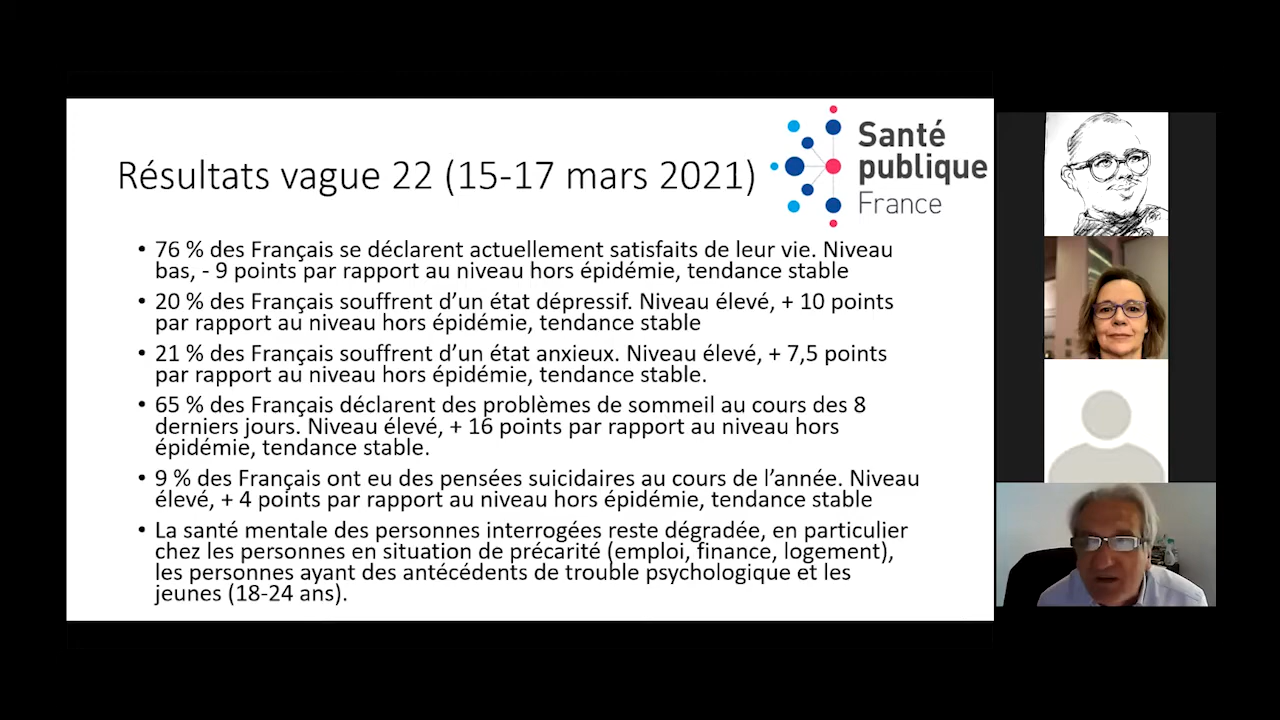 Résultats vague 22 (15-17 mars 2021)
Santé
publique
France
• 76 % des Français se déclarent actuellement satisfaits de leur vie. Niveau
bas, - 9 points par rapport au niveau hors épidémie, tendance stable
• 20 % des Français souffrent d’un état dépressif. Niveau élevé, + 10 points
par rapport au niveau hors épidémie, tendance stable
• 21 % des Français souffrent d’un état anxieux. Niveau élevé, + 7,5 points
par rapport au niveau hors épidémie, tendance stable.
• 65 % des Français déclarent des problèmes de sommeil au cours des 8
derniers jours. Niveau élevé, + 16 points par rapport au niveau hors
épidémie, tendance stable.
• 9 % des Français ont eu des pensées suicidaires au cours de l’année. Niveau
élevé, + 4 points par rapport au niveau hors épidémie, tendance stable
• La santé mentale des personnes interrogées reste dégradée, en particulier
chez les personnes en situation de précarité (emploi, finance, logement),
les personnes ayant des antécédents de trouble psychologique et les
jeunes (18-24 ans).